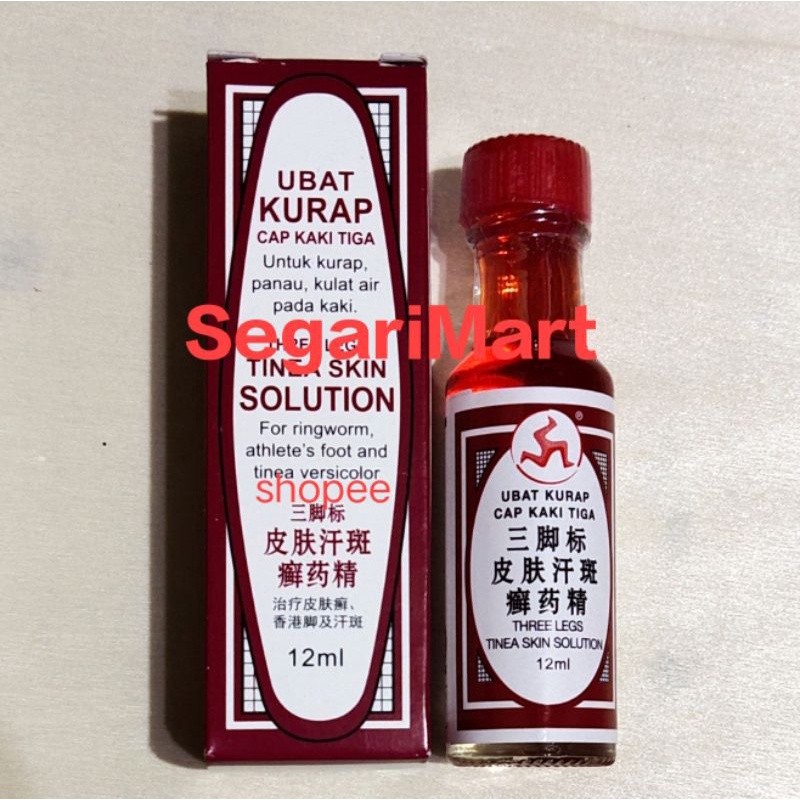 UBAT
KURAP
CAP KAKI TIGA
Untuk kurap,
panau, kulat air
pada kaki.
SegariMart
THREE LEGS
TINEA SKIN
SOLUTION
For ringworm,
athlete's foot and
tinea versicolor
shopee
三脚标
皮肤汗斑
癣药精
治疗皮肤癣、
香港脚及汗斑
12ml
®
UBAT KURAP
CAP KAKI TIGA
三脚标
皮肤汗斑
癣药精
THREE LEGS
TINEA SKIN SOLUTION
12ml